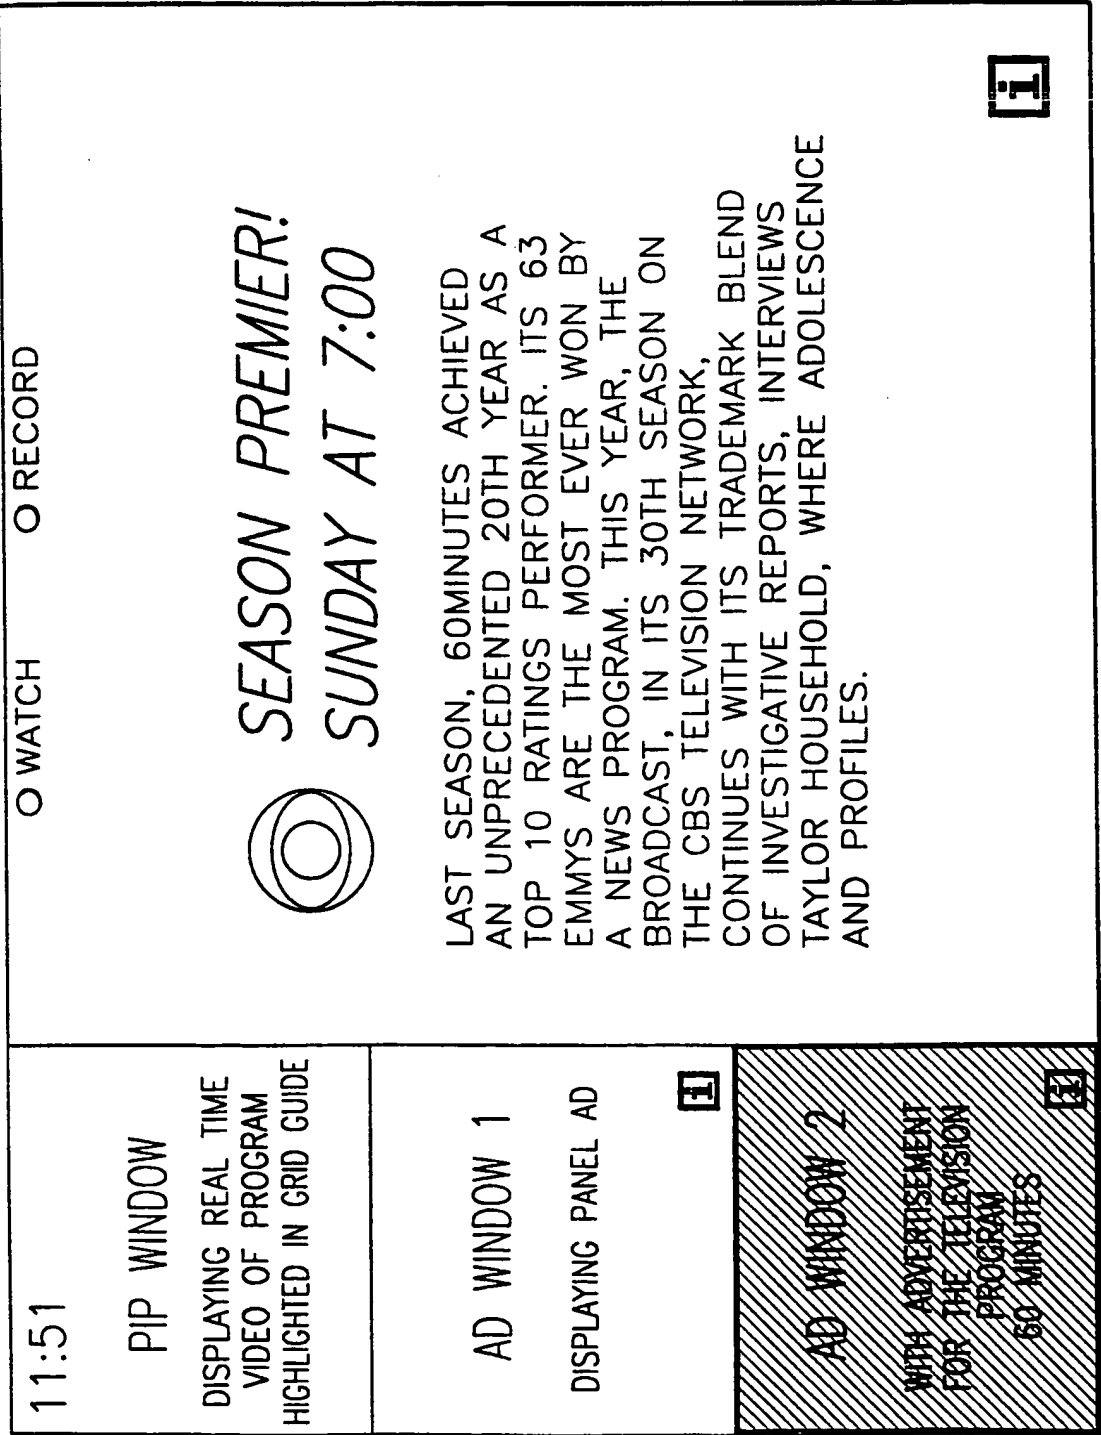 11:51
PIP WINDOW
DISPLAYING REAL TIME
VIDEO OF PROGRAM
HIGHLIGHTED IN GRID GUIDE
AD WINDOW 1
DISPLAYING PANEL AD
i
AD WINDOW 2
WITH ADVERTISEMENT
FOR THE TELEVISION
PROGRAM
60 MINUTES
i
O WATCH
O RECORD
SEASON PREMIER!
SUNDAY AT 7:00
LAST SEASON, 60MINUTES ACHIEVED
AN UNPRECEDENTED 20TH YEAR AS A
TOP 10 RATINGS PERFORMER. ITS 63
EMMYS ARE THE MOST EVER WON BY
A NEWS PROGRAM. THIS YEAR, THE
BROADCAST, IN ITS 30TH SEASON ON
THE CBS TELEVISION NETWORK,
CONTINUES WITH ITS TRADEMARK BLEND
OF INVESTIGATIVE REPORTS, INTERVIEWS
TAYLOR HOUSEHOLD, WHERE ADOLESCENCE
AND PROFILES.
i